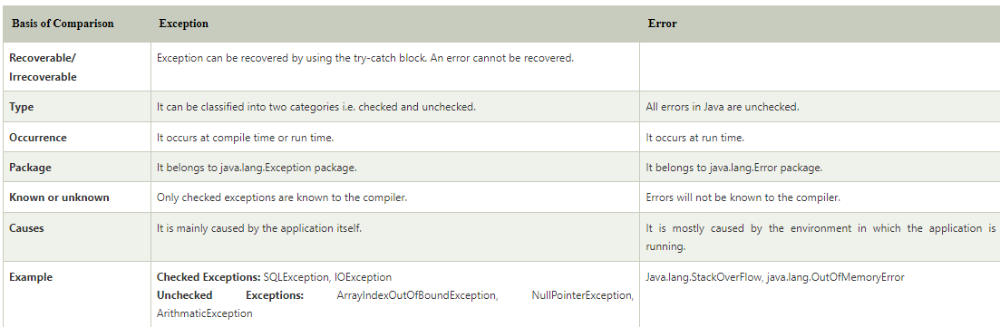 Basis of Comparison Exception Error
Recoverable/ Exception can be recovered by using the try-catch block. An error cannot be recovered.
Irrecoverable
Type It can be classified into two categories i.e. checked and unchecked. All errors in Java are unchecked.
Occurrence It occurs at compile time or run time. It occurs at run time.
Package It belongs to java.lang.Exception package. It belongs to java.lang.Error package.
Known or unknown Only checked exceptions are known to the compiler. Errors will not be known to the compiler.
Causes It is mainly caused by the application itself. It is mostly caused by the environment in which the application is
running.
Example Checked Exceptions: SQLException, IOException Java.lang.StackOverFlow, java.lang.OutOfMemoryError
Unchecked Exceptions: ArrayIndexOutOfBoundException, NullPointerException,
ArithmaticException